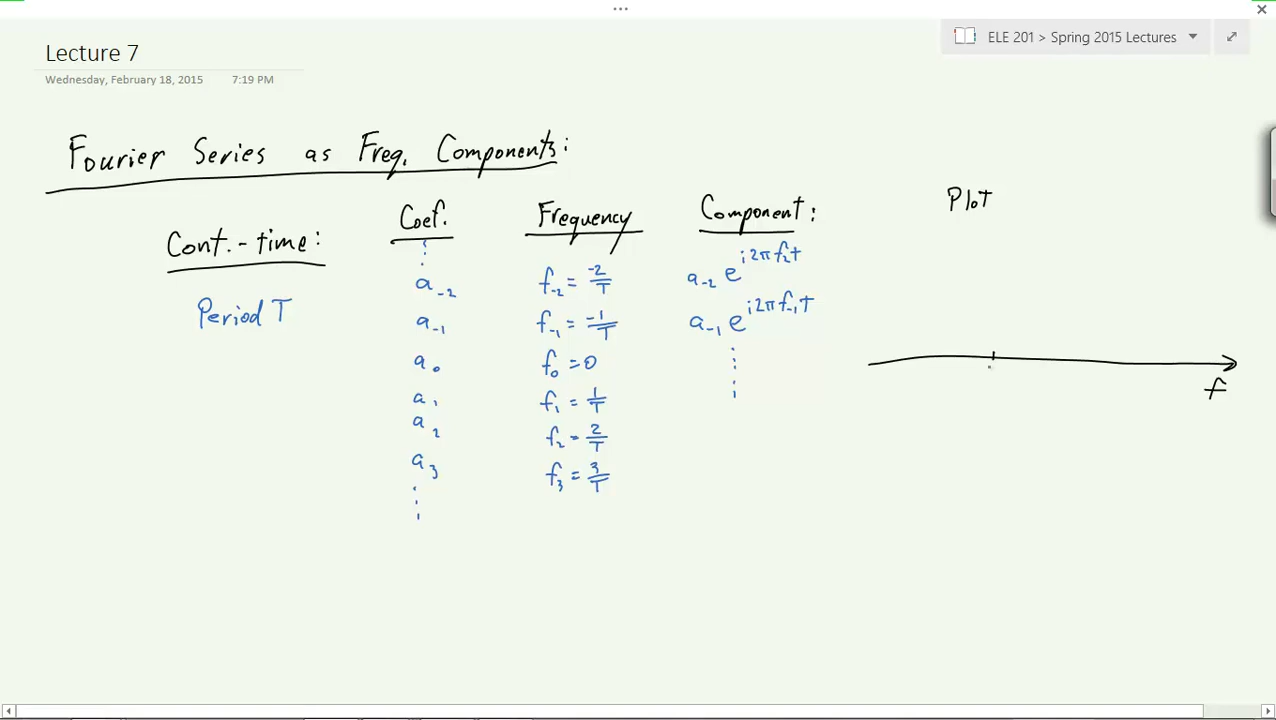 ...
ELE 201 > Spring 2015 Lectures
Lecture 7
Wednesday, February 18, 2015 7:19 PM
Fourier Series as Freq. Components:
Coef. Frequency Component: Plot
Cont.-time:
Period T
⋮
a₋₂ f₋₂ = -2/T a₋₂ e^{i2πf₂t}
a₋₁ f₋₁ = -1/T a₋₁ e^{i2πf₋₁t}
a₀ f₀ = 0 ⋮
a₁ f₁ = 1/T
a₂ f₂ = 2/T
a₃ f₃ = 3/T
⋮
f